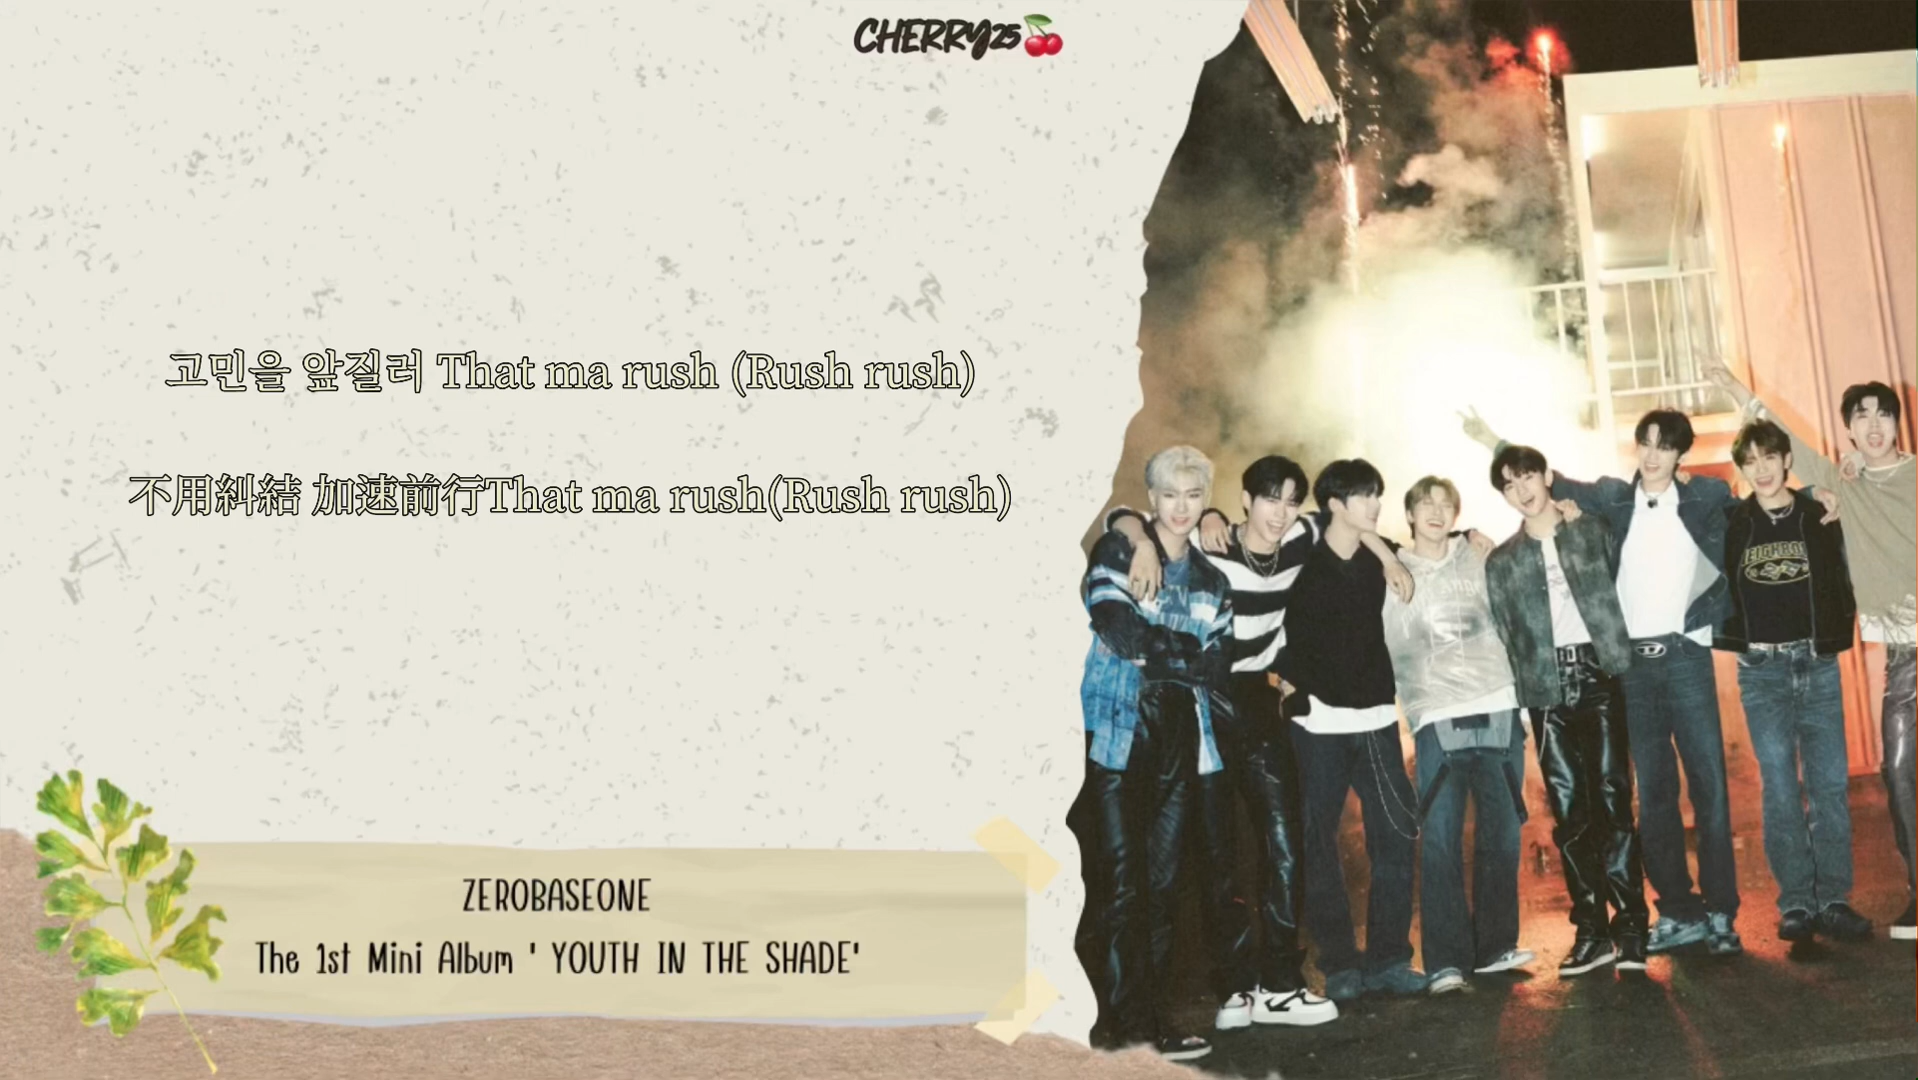 CHERRY25
고민을 앞질러 That ma rush (Rush rush)
不用糾結 加速前行That ma rush(Rush rush)
ZEROBASEONE
The 1st Mini Album ' YOUTH IN THE SHADE'